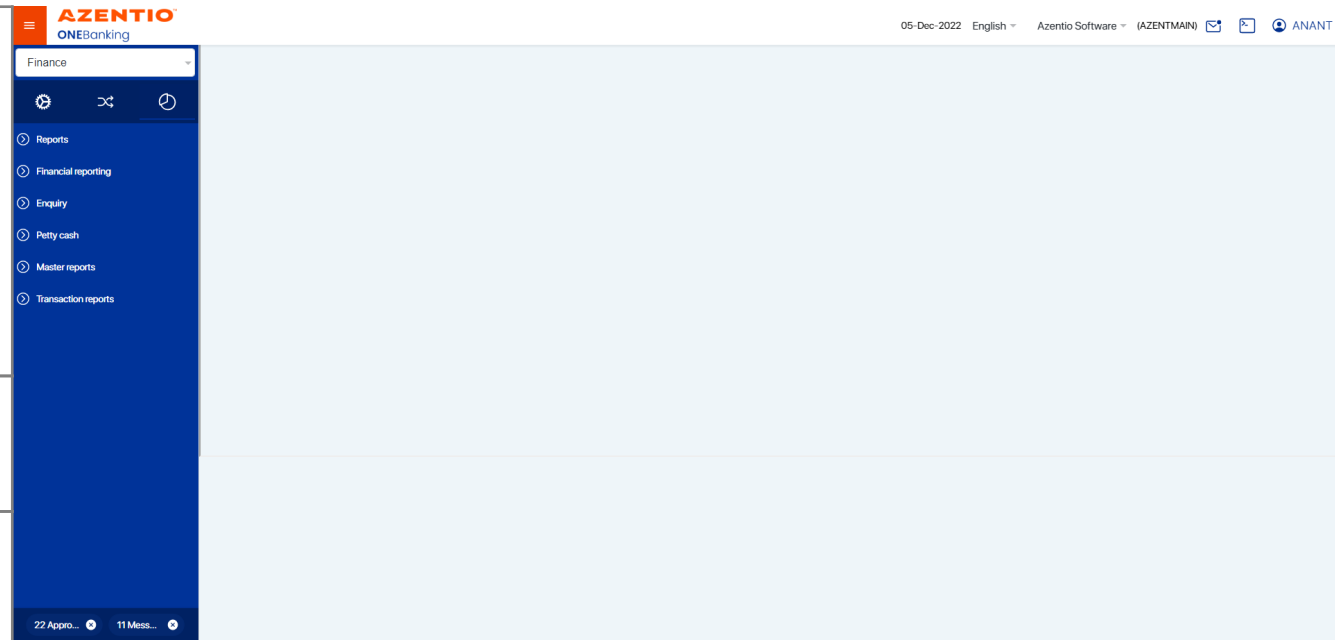 AZENTIO™
ONEBanking
05-Dec-2022 English Azentio Software (AZENTMAIN) ANANT
Finance
Reports
Financial reporting
Enquiry
Petty cash
Master reports
Transaction reports
22 Appro... 11 Mess...